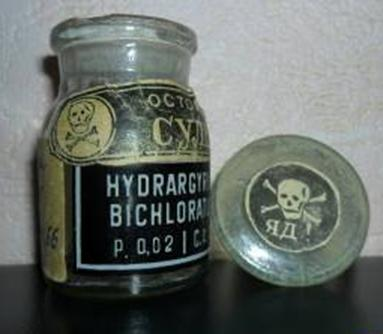 ОСТО
СУЛ
HYDRARGY
BICHLORAT
P. 0,02 | C.
ЯД